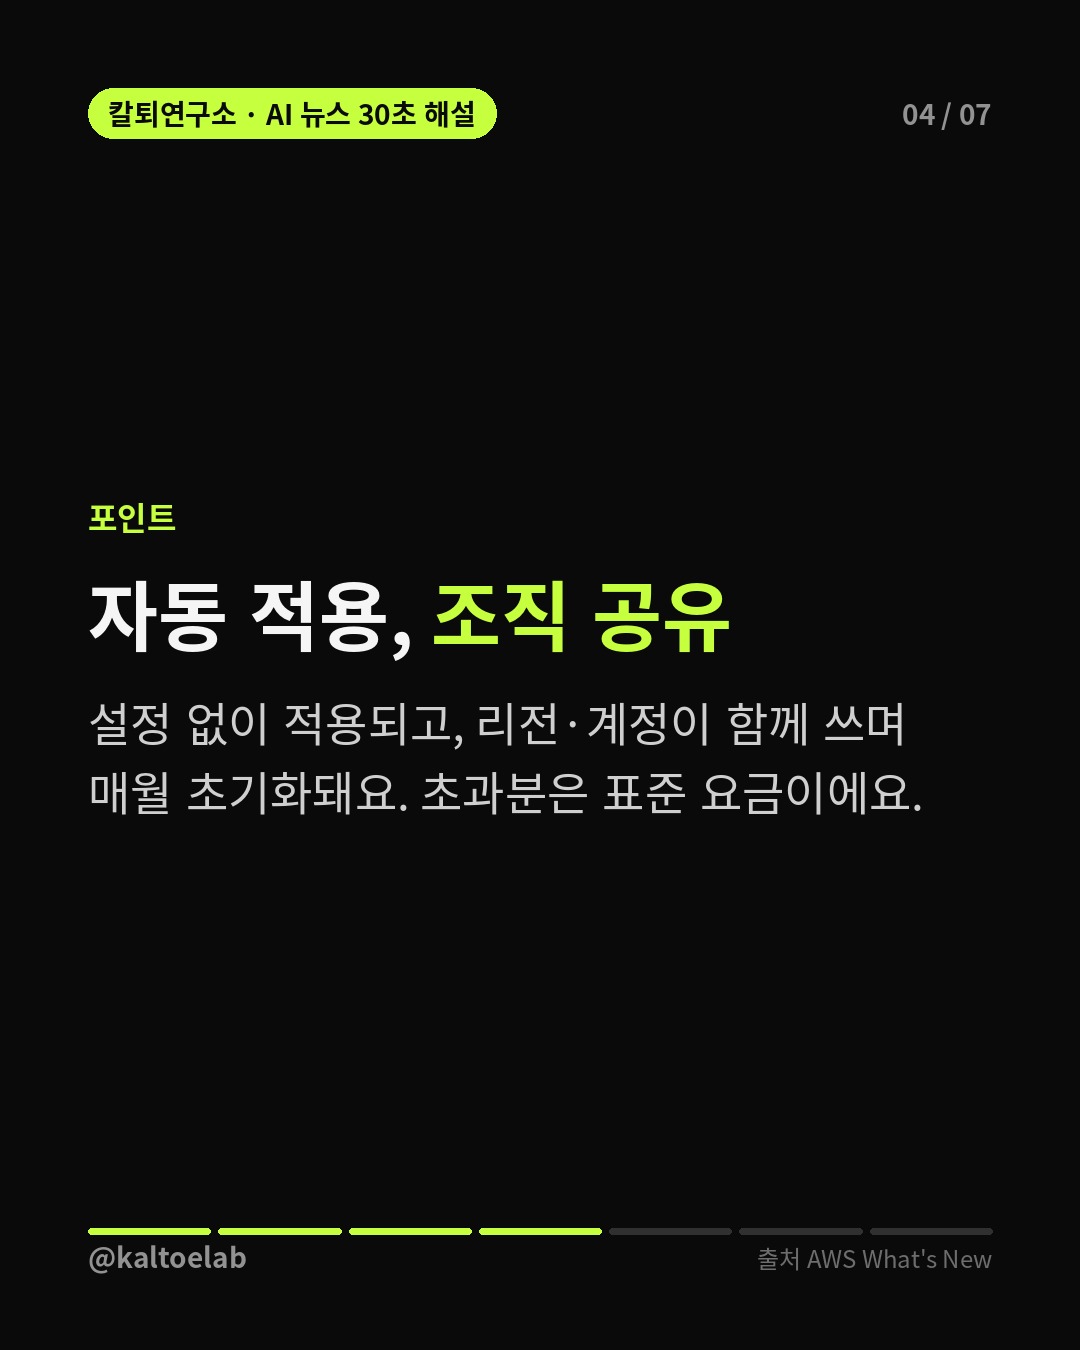 칼퇴연구소 · AI 뉴스 30초 해설
04 / 07
포인트
자동 적용, 조직 공유
설정 없이 적용되고, 리전·계정이 함께 쓰며
매월 초기화돼요. 초과분은 표준 요금이에요.
@kaltoelab
출처 AWS What's New